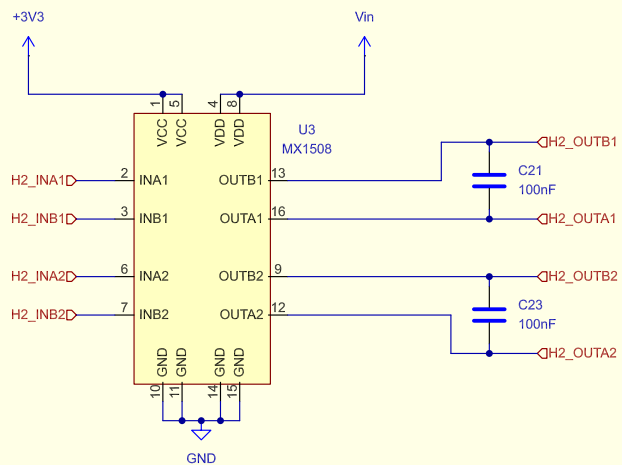 +3V3
Vin
1
5
4
8
VCC
VCC
VDD
VDD
U3
MX1508
H2_INA1
2
INA1
OUTB1
13
H2_OUTB1
C21
100nF
H2_INB1
3
INB1
OUTA1
16
H2_OUTA1
H2_INA2
6
INA2
OUTB2
9
H2_OUTB2
H2_INB2
7
INB2
OUTA2
12
C23
100nF
H2_OUTA2
GND
GND
GND
GND
10
11
14
15
GND